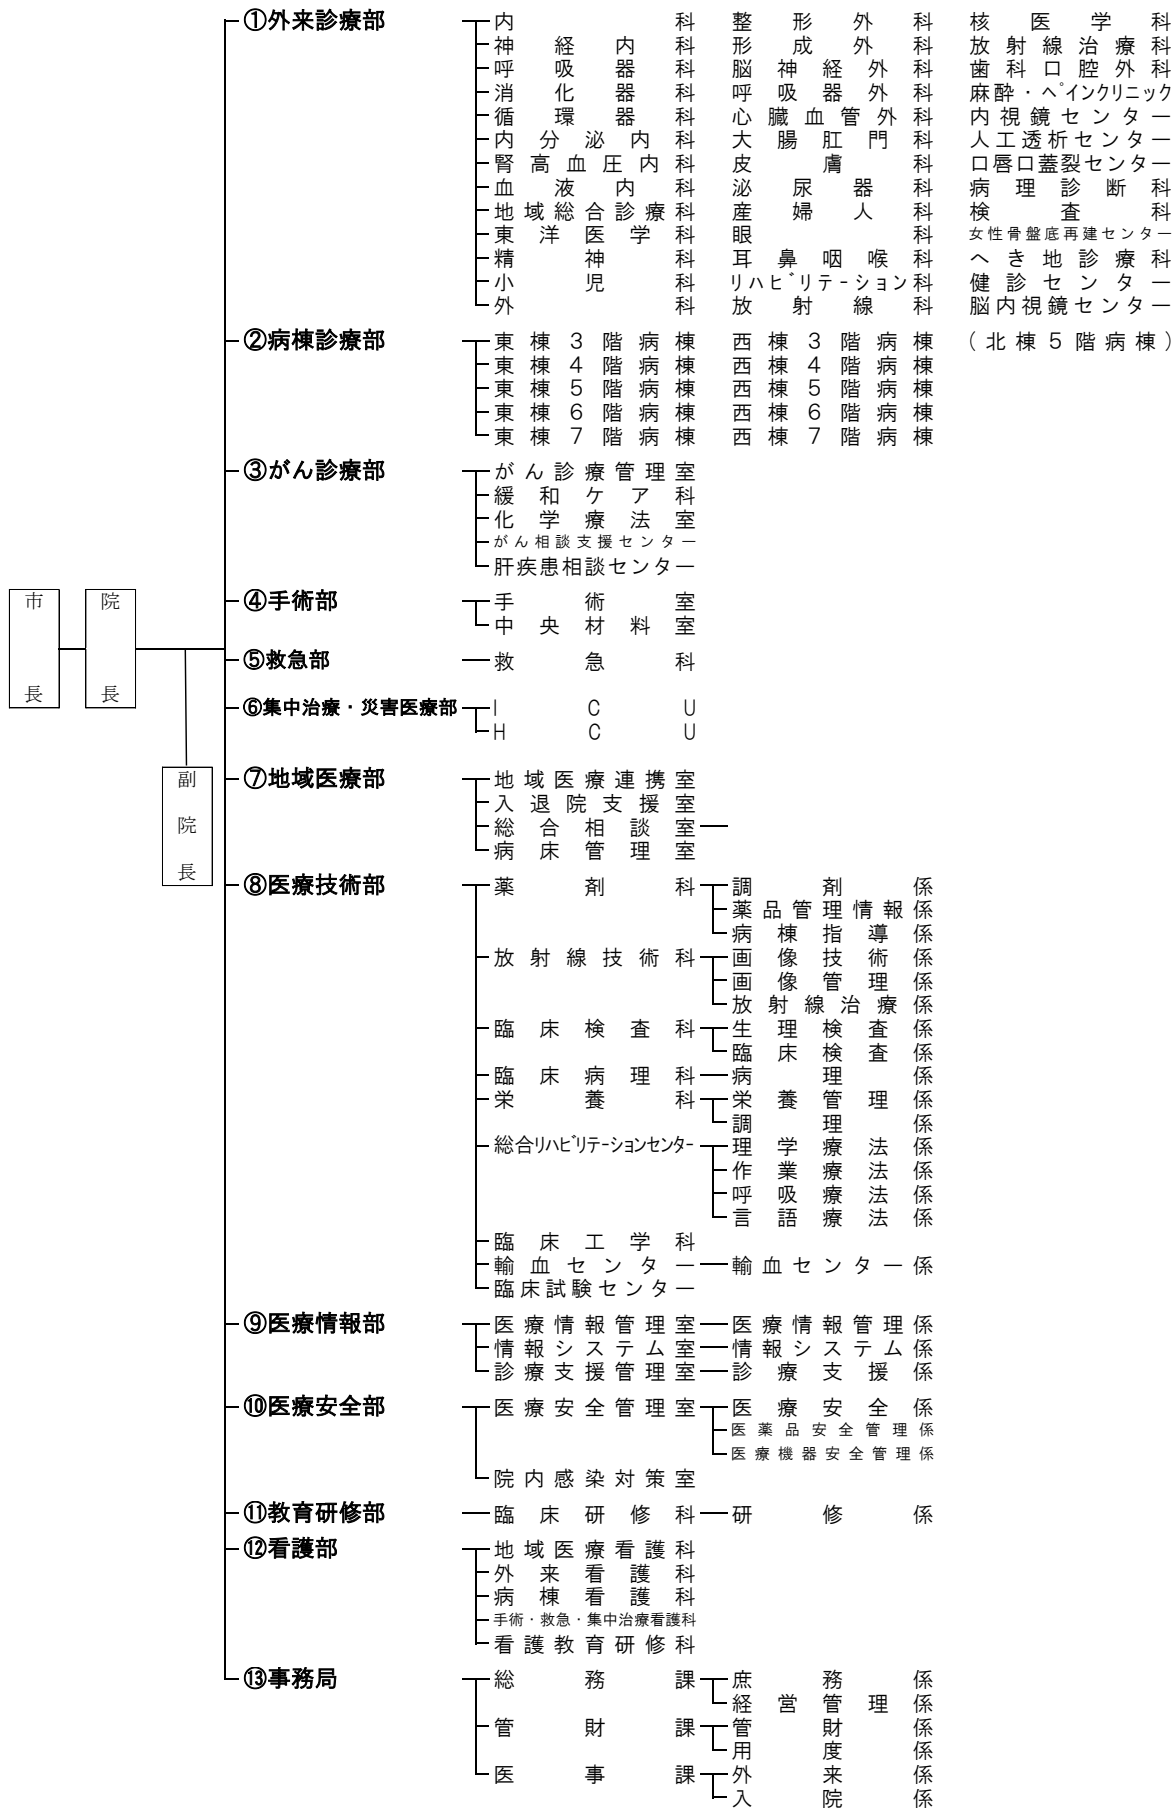 ①外来診療部 内科 整形外科 核医学科
神経内科 形成外科 放射線治療科
呼吸器科 脳神経外科 歯科口腔外科
消化器科 呼吸器外科 麻酔・ペインクリニック
循環器科 心臓血管外科 内視鏡センター
内分泌内科 大腸肛門科 人工透析センター
腎高血圧内科 皮膚科 口唇口蓋裂センター
血液内科 泌尿器科 病理診断科
地域総合診療科 産婦人科 検査科
東洋医学科 眼科 女性骨盤底再建センター
精神科 耳鼻咽喉科 へき地診療科
小児科 リハビリテーション科 健診センター
外科 放射線科 脳内視鏡センター
②病棟診療部 東棟3階病棟 西棟3階病棟 (北棟5階病棟)
東棟4階病棟 西棟4階病棟
東棟5階病棟 西棟5階病棟
東棟6階病棟 西棟6階病棟
東棟7階病棟 西棟7階病棟
③がん診療部 がん診療管理室
緩和ケア科
化学療法室
がん相談支援センター
肝疾患相談センター
市長 院長 ④手術部 手術室
中央材料室
⑤救急部 救急科
⑥集中治療・災害医療部 ICU
HCU
副院長 ⑦地域医療部 地域医療連携室
入退院支援室
総合相談室
病床管理室
⑧医療技術部 薬剤科 調剤係
薬品管理情報係
病棟指導係
放射線技術科 画像技術係
画像管理係
放射線治療係
臨床検査科 生理検査係
臨床検査係
臨床病理科 病理係
栄養科 栄養管理係
調理係
総合リハビリテーションセンター 理学療法係
作業療法係
呼吸療法係
言語療法係
臨床工学科
輸血センター 輸血センター係
臨床試験センター
⑨医療情報部 医療情報管理室 医療情報管理係
情報システム室 情報システム係
診療支援管理室 診療支援係
⑩医療安全部 医療安全管理室 医療安全係
医薬品安全管理係
医療機器安全管理係
院内感染対策室
⑪教育研修部 臨床研修科 研修係
⑫看護部 地域医療看護科
外来看護科
病棟看護科
手術・救急・集中治療看護科
看護教育研修科
⑬事務局 総務課 庶務係
経営管理係
管財課 管財係
用度係
医事課 外来係
入院係